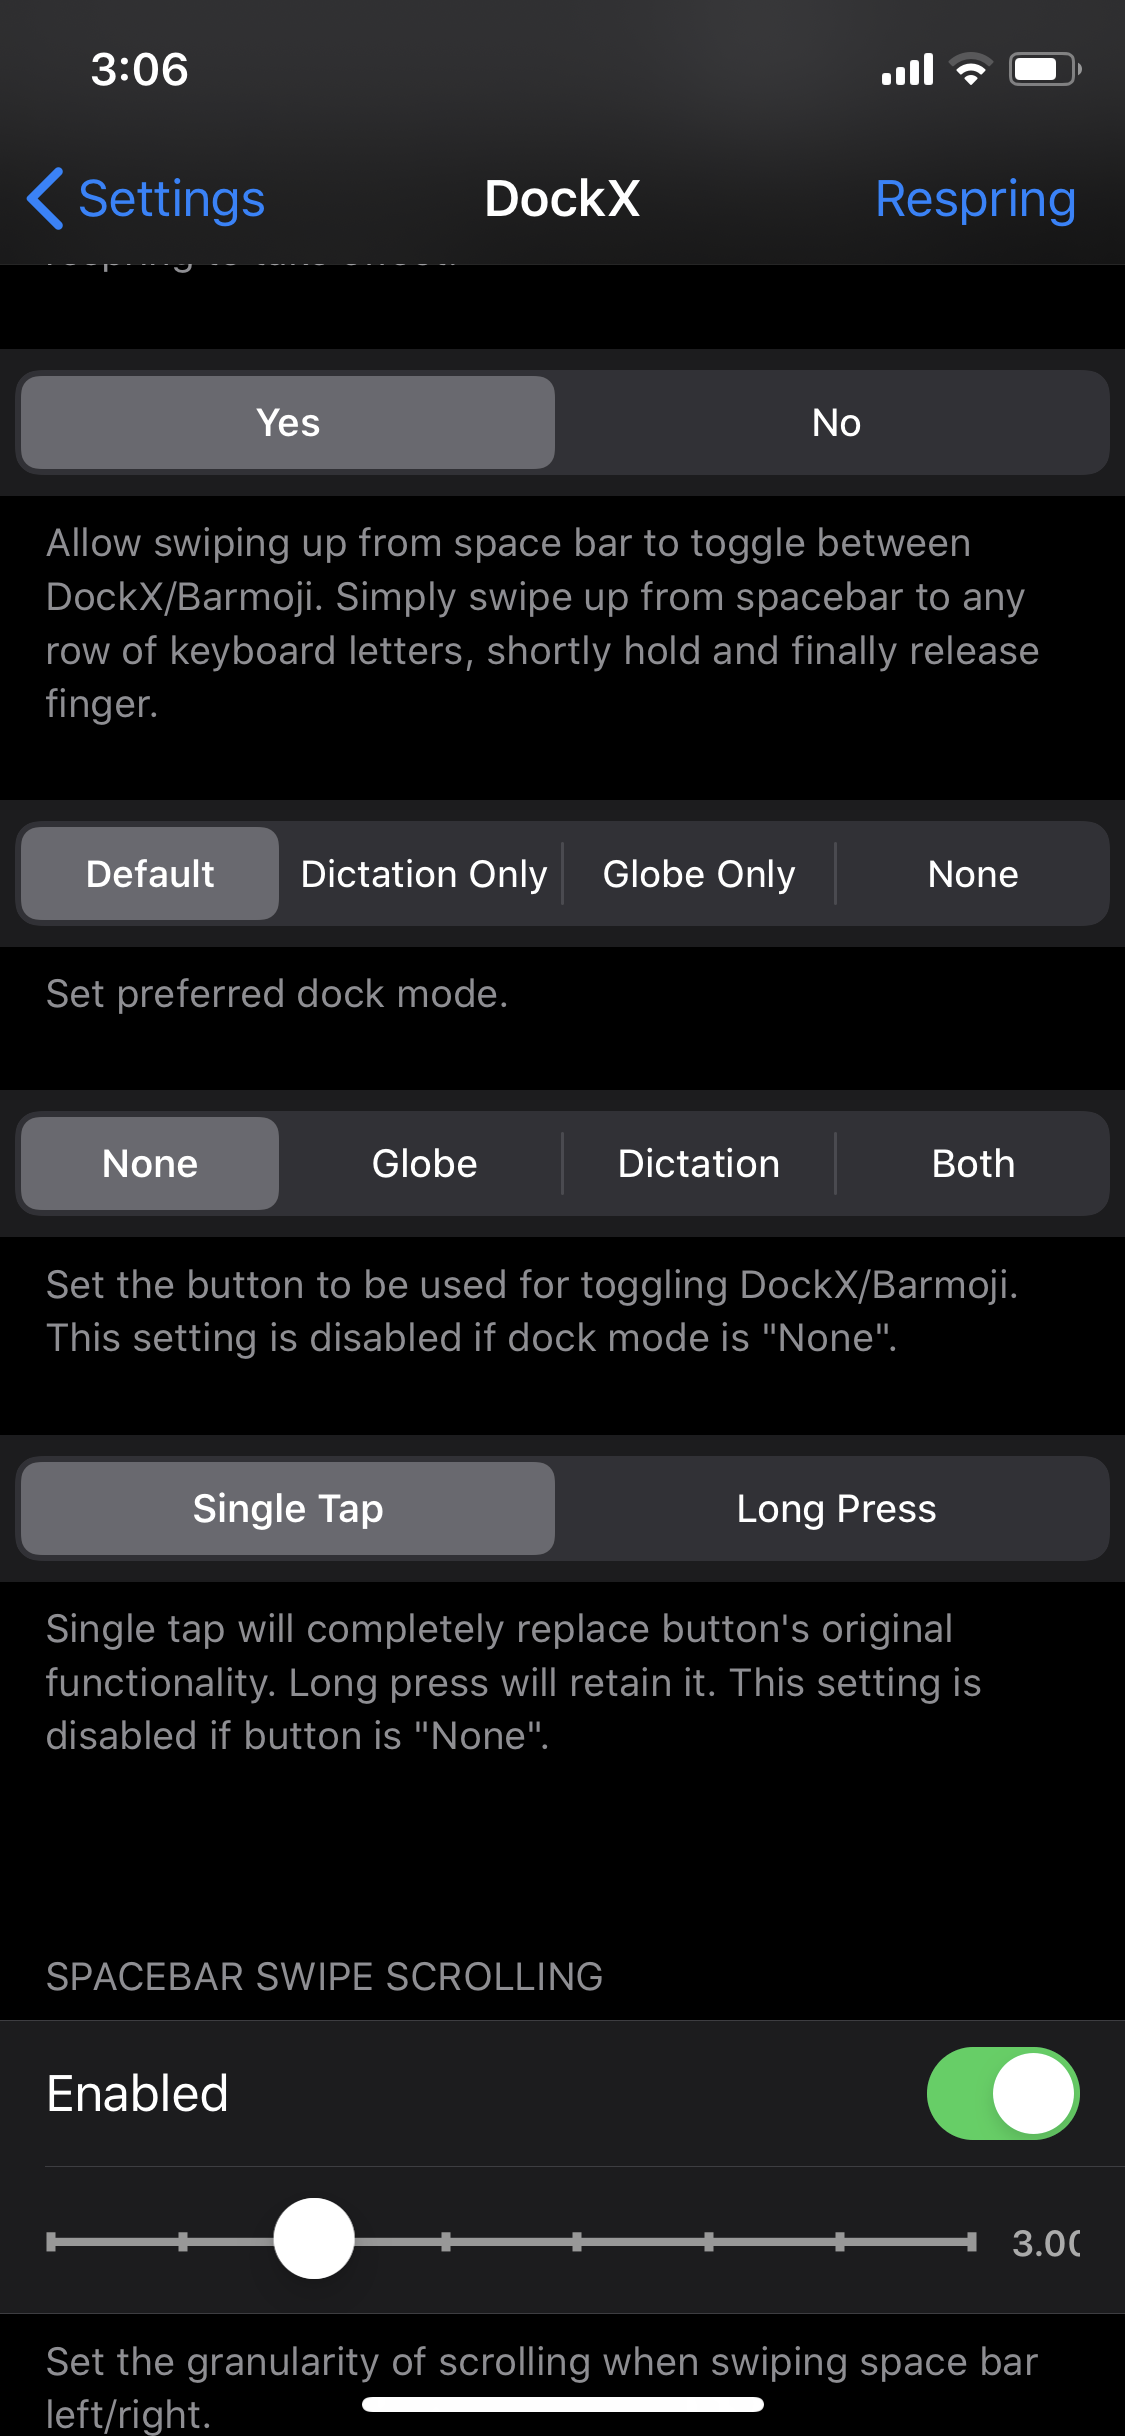 3:06
Settings
DockX
Respring
respring to take effect.
Yes
No
Allow swiping up from space bar to toggle between
DockX/Barmoji. Simply swipe up from spacebar to any
row of keyboard letters, shortly hold and finally release
finger.
Default
Dictation Only
Globe Only
None
Set preferred dock mode.
None
Globe
Dictation
Both
Set the button to be used for toggling DockX/Barmoji.
This setting is disabled if dock mode is "None".
Single Tap
Long Press
Single tap will completely replace button's original
functionality. Long press will retain it. This setting is
disabled if button is "None".
SPACEBAR SWIPE SCROLLING
Enabled
3.00
Set the granularity of scrolling when swiping space bar
left/right.